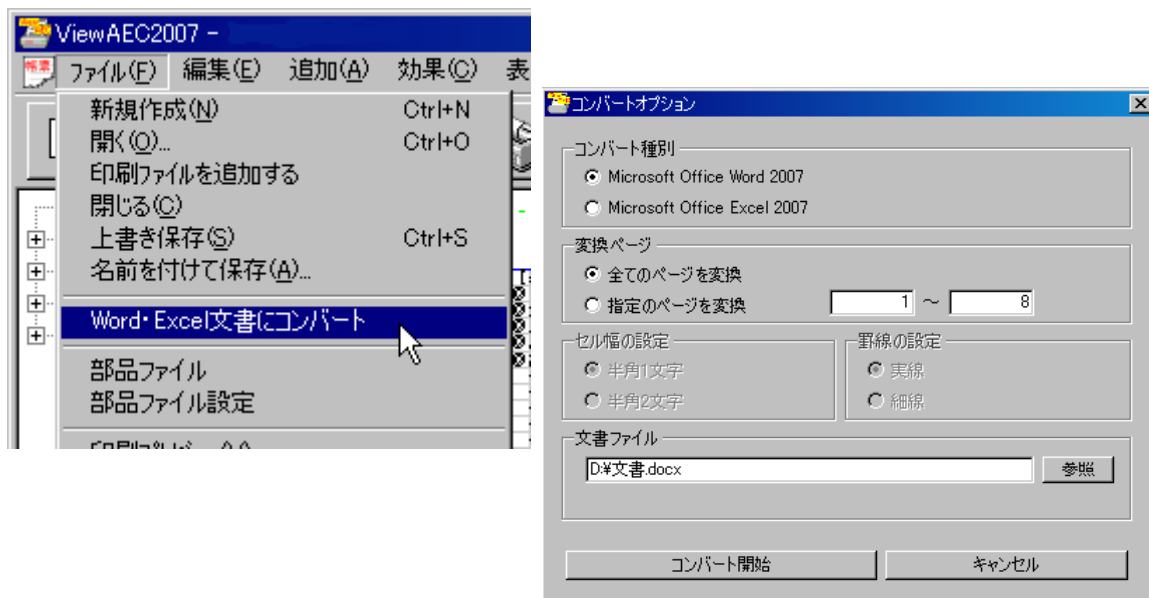 ViewAEC2007 -
帳票 ファイル(F) 編集(E) 追加(A) 効果(C) 表
新規作成(N) Ctrl+N
開く(O)... Ctrl+O
印刷ファイルを追加する
閉じる(C)
上書き保存(S) Ctrl+S
名前を付けて保存(A)...
Word・Excel文書にコンバート
部品ファイル
部品ファイル設定
コンバートオプション
コンバート種別
Microsoft Office Word 2007
Microsoft Office Excel 2007
変換ページ
全てのページを変換
指定のページを変換 1 ～ 8
セル幅の設定
半角1文字
半角2文字
罫線の設定
実線
細線
文書ファイル
D:¥文書.docx 参照
コンバート開始 キャンセル